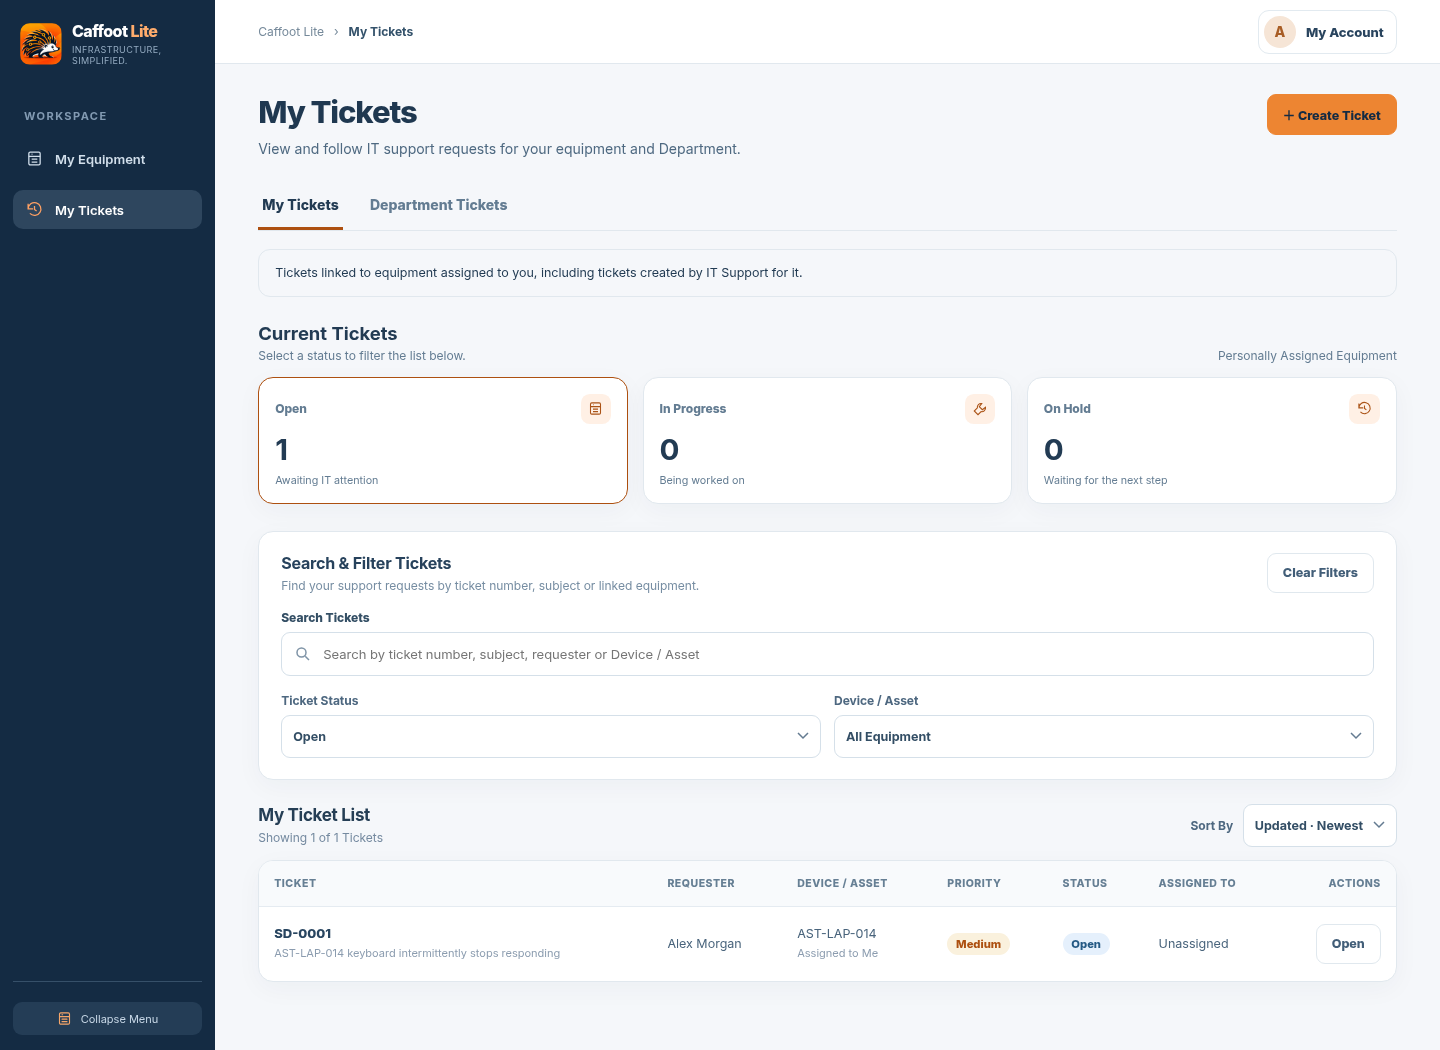 Caffoot Lite
INFRASTRUCTURE,
SIMPLIFIED.
WORKSPACE
My Equipment
My Tickets
Collapse Menu
Caffoot Lite › My Tickets
A My Account
My Tickets
+ Create Ticket
View and follow IT support requests for your equipment and Department.
My Tickets Department Tickets
Tickets linked to equipment assigned to you, including tickets created by IT Support for it.
Current Tickets
Select a status to filter the list below. Personally Assigned Equipment
Open
1
Awaiting IT attention
In Progress
0
Being worked on
On Hold
0
Waiting for the next step
Search & Filter Tickets
Find your support requests by ticket number, subject or linked equipment.
Clear Filters
Search Tickets
Search by ticket number, subject, requester or Device / Asset
Ticket Status
Open
Device / Asset
All Equipment
My Ticket List
Showing 1 of 1 Tickets
Sort By Updated · Newest
TICKET REQUESTER DEVICE / ASSET PRIORITY STATUS ASSIGNED TO ACTIONS
SD-0001
AST-LAP-014 keyboard intermittently stops responding
Alex Morgan
AST-LAP-014
Assigned to Me
Medium
Open
Unassigned
Open